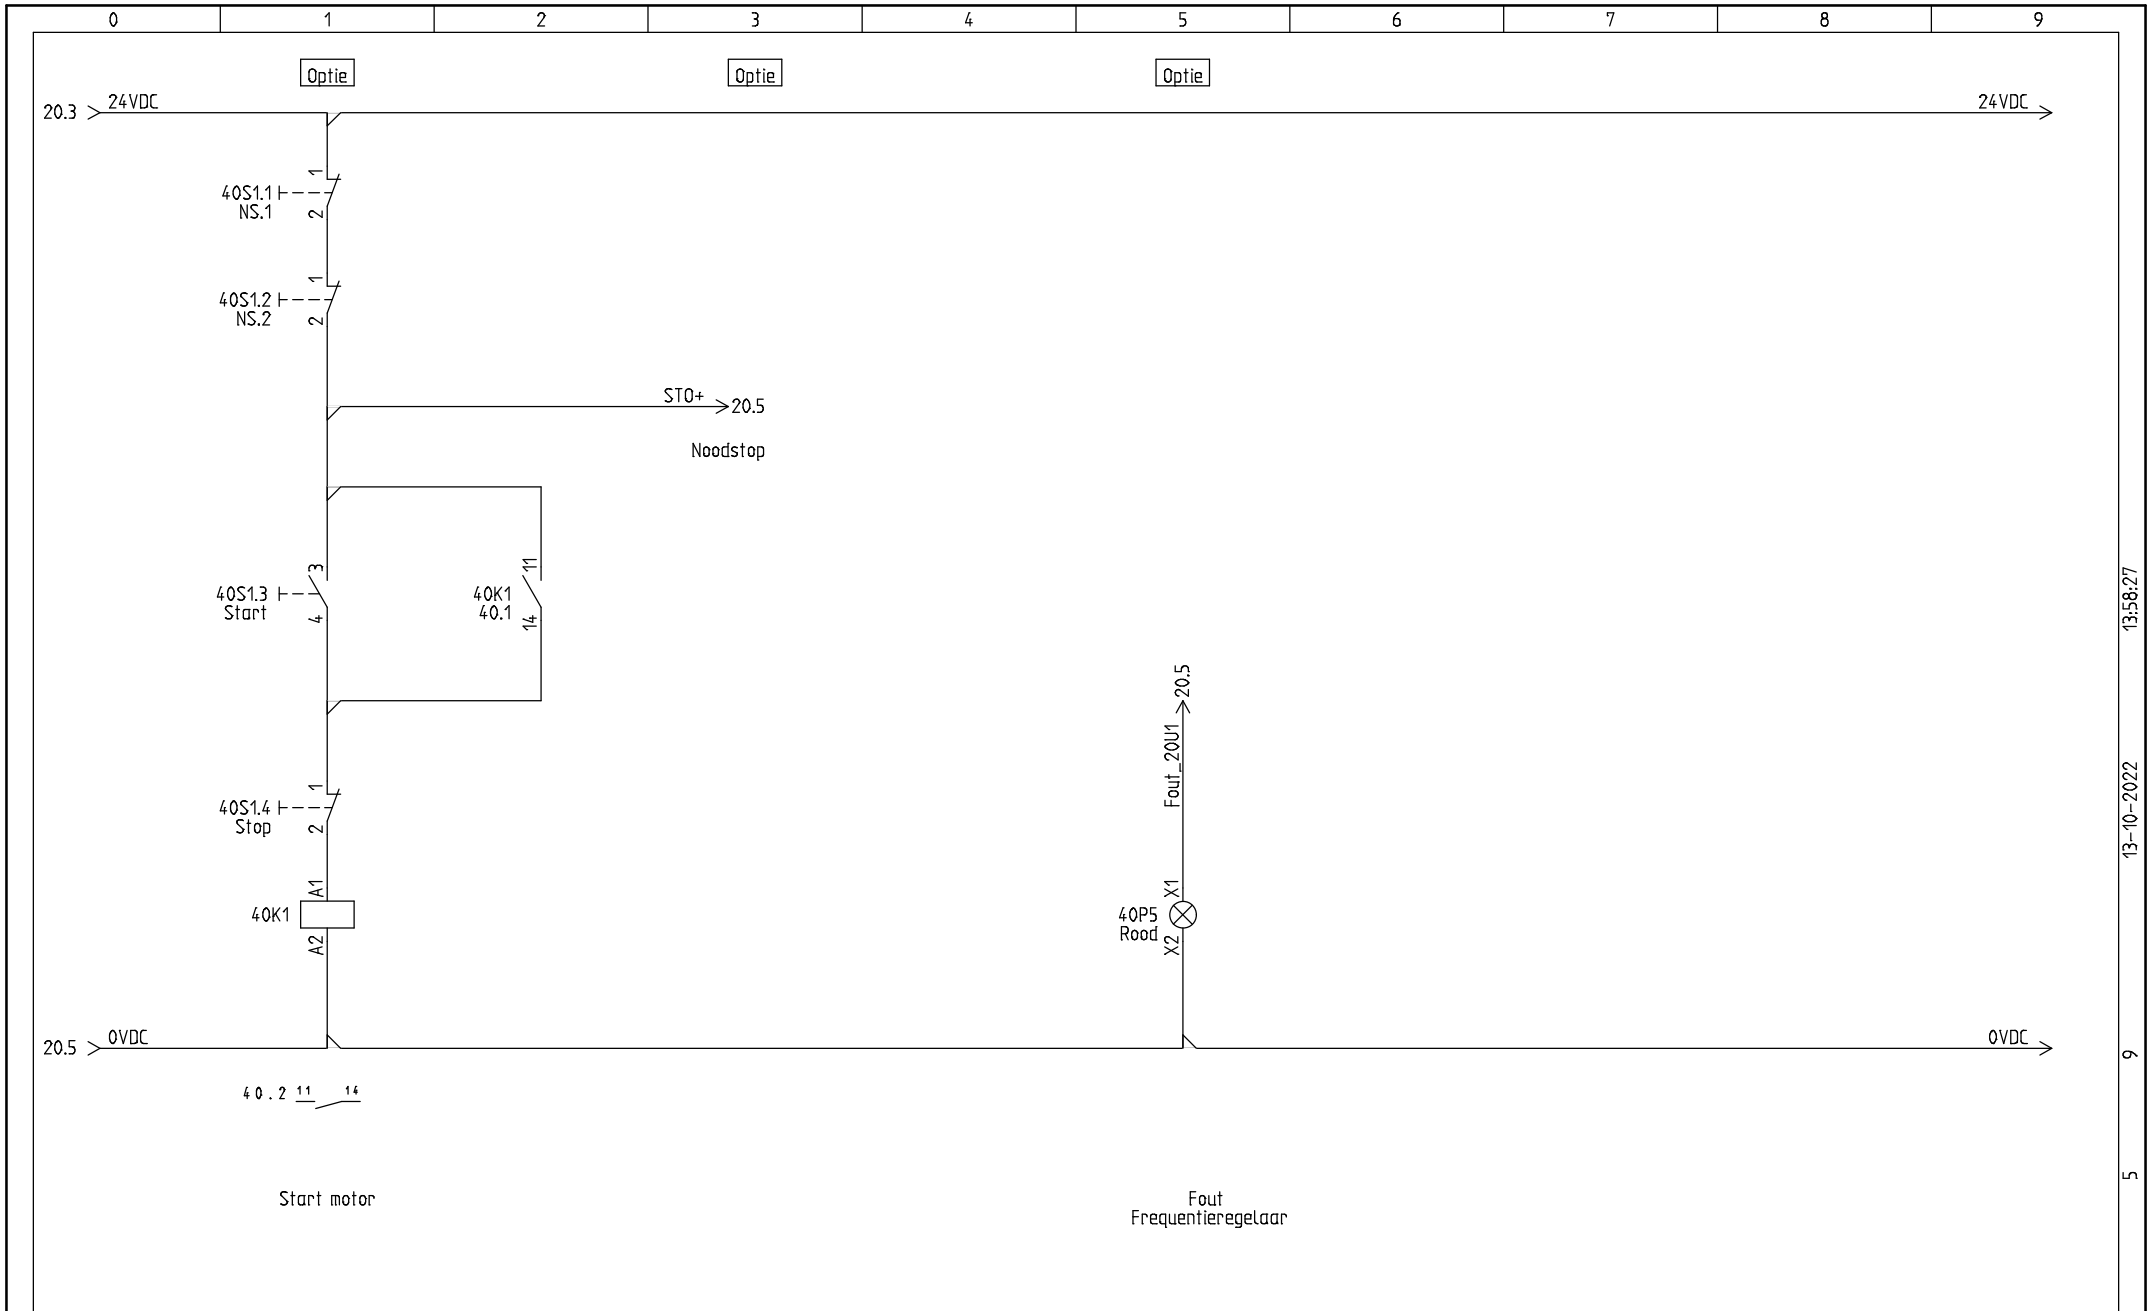 0 1 2 3 4 5 6 7 8 9
Optie Optie Optie
24VDC 24VDC
20.3
1
40S1.1
NS.1
2
1
40S1.2
NS.2
2
STO+
20.5
Noodstop
3 11
40S1.3 40K1
Start 40.1
4 14
20.5
Fout_20U1
1
40S1.4
Stop
2
A1 X1
40K1 40P5
Rood
A2 X2
0VDC 0VDC
20.5
40.2 11 14
Start motor
Fout
Frequentieregelaar
13:58:27
13-10-2022
9
5